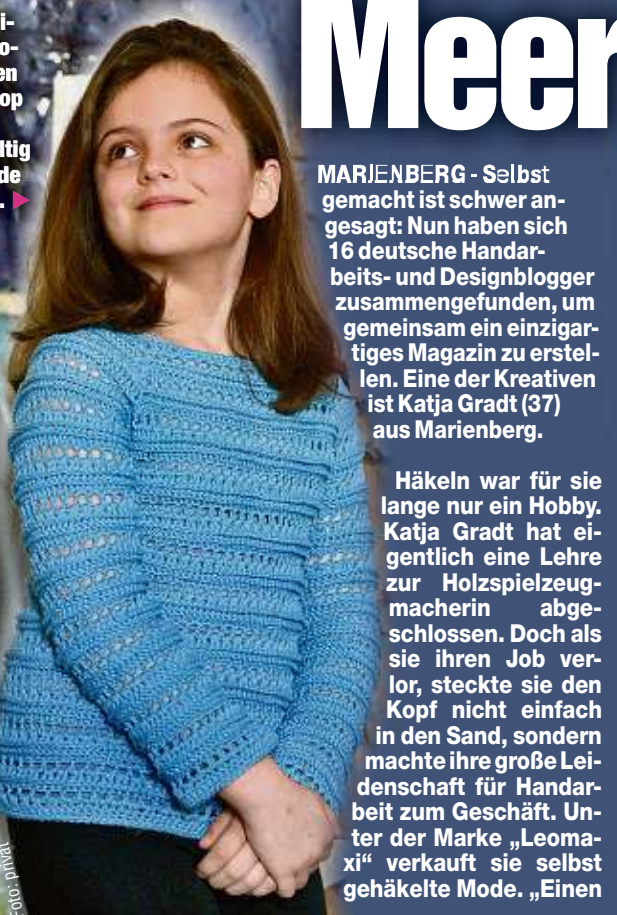 i-
o-
en
op
ltig
de
.
Meer
MARIENBERG - Selbst
gemacht ist schwer an-
gesagt: Nun haben sich
16 deutsche Handar-
beits- und Designblogger
zusammengefunden, um
gemeinsam ein einzigar-
tiges Magazin zu erstel-
len. Eine der Kreativen
ist Katja Gradt (37)
aus Marienberg.
Häkeln war für sie
lange nur ein Hobby.
Katja Gradt hat ei-
gentlich eine Lehre
zur Holzspielzeug-
macherin abge-
schlossen. Doch als
sie ihren Job ver-
lor, steckte sie den
Kopf nicht einfach
in den Sand, sondern
machte ihre große Lei-
denschaft für Handar-
beit zum Geschäft. Un-
ter der Marke „Leoma-
xi“ verkauft sie selbst
gehäkelte Mode. „Einen
Foto: privat